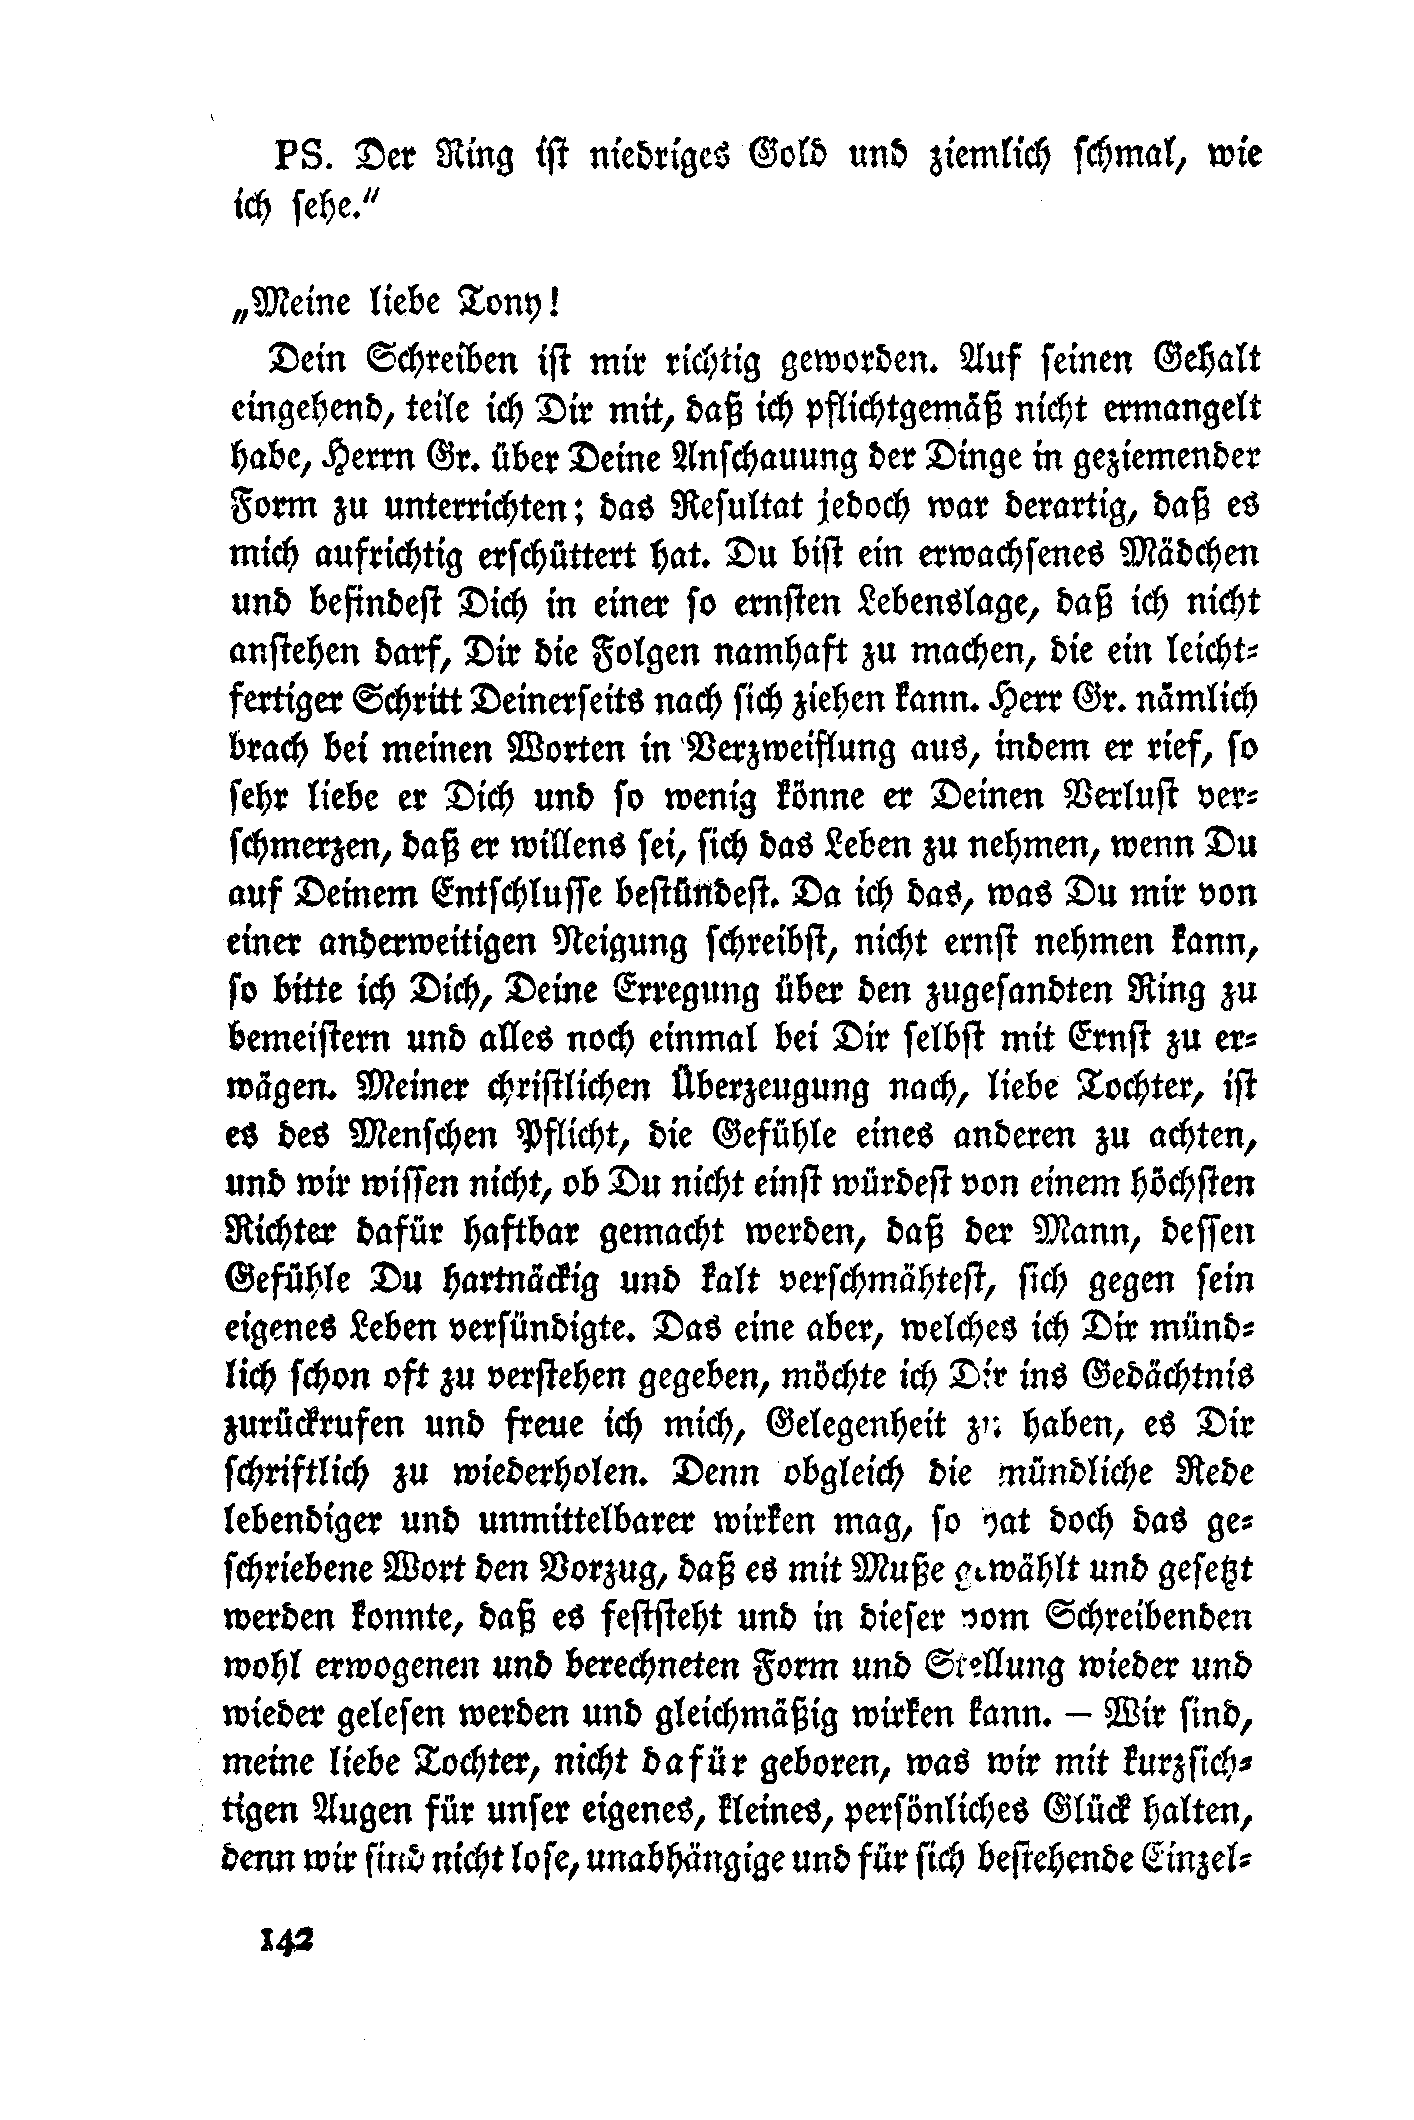 PS. Der Ring ist niedriges Gold und ziemlich schmal, wie
ich sehe.“
„Meine liebe Tony!
Dein Schreiben ist mir richtig geworden. Auf seinen Gehalt
eingehend, teile ich Dir mit, daß ich pflichtgemäß nicht ermangelt
habe, Herrn Gr. über Deine Anschauung der Dinge in geziemender
Form zu unterrichten; das Resultat jedoch war derartig, daß es
mich aufrichtig erschüttert hat. Du bist ein erwachsenes Mädchen
und befindest Dich in einer so ernsten Lebenslage, daß ich nicht
anstehen darf, Dir die Folgen namhaft zu machen, die ein leicht-
fertiger Schritt Deinerseits nach sich ziehen kann. Herr Gr. nämlich
brach bei meinen Worten in Verzweiflung aus, indem er rief, so
sehr liebe er Dich und so wenig könne er Deinen Verlust ver-
schmerzen, daß er willens sei, sich das Leben zu nehmen, wenn Du
auf Deinem Entschlusse bestündest. Da ich das, was Du mir von
einer anderweitigen Neigung schreibst, nicht ernst nehmen kann,
so bitte ich Dich, Deine Erregung über den zugesandten Ring zu
bemeistern und alles noch einmal bei Dir selbst mit Ernst zu er-
wägen. Meiner christlichen Überzeugung nach, liebe Tochter, ist
es des Menschen Pflicht, die Gefühle eines anderen zu achten,
und wir wissen nicht, ob Du nicht einst würdest von einem höchsten
Richter dafür haftbar gemacht werden, daß der Mann, dessen
Gefühle Du hartnäckig und kalt verschmähtest, sich gegen sein
eigenes Leben versündigte. Das eine aber, welches ich Dir münd-
lich schon oft zu verstehen gegeben, möchte ich Dir ins Gedächtnis
zurückrufen und freue ich mich, Gelegenheit zu haben, es Dir
schriftlich zu wiederholen. Denn obgleich die mündliche Rede
lebendiger und unmittelbarer wirken mag, so hat doch das ge-
schriebene Wort den Vorzug, daß es mit Muße gewählt und gesetzt
werden konnte, daß es feststeht und in dieser vom Schreibenden
wohl erwogenen und berechneten Form und Stellung wieder und
wieder gelesen werden und gleichmäßig wirken kann. — Wir sind,
meine liebe Tochter, nicht dafür geboren, was wir mit kurzsich-
tigen Augen für unser eigenes, kleines, persönliches Glück halten,
denn wir sind nicht lose, unabhängige und für sich bestehende Einzel-
142